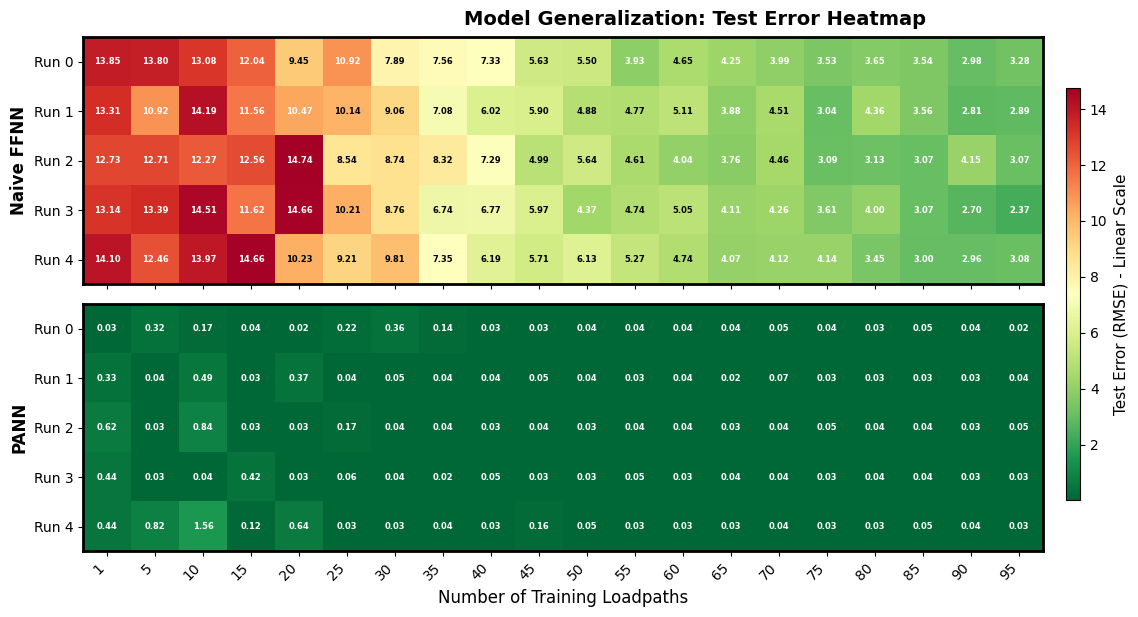 Model Generalization: Test Error Heatmap
Naive FFNN
Run 0 13.85 13.80 13.08 12.04 9.45 10.92 7.89 7.56 7.33 5.63 5.50 3.93 4.65 4.25 3.99 3.53 3.65 3.54 2.98 3.28
Run 1 13.31 10.92 14.19 11.56 10.47 10.14 9.06 7.08 6.02 5.90 4.88 4.77 5.11 3.88 4.51 3.04 4.36 3.56 2.81 2.89
Run 2 12.73 12.71 12.27 12.56 14.74 8.54 8.74 8.32 7.29 4.99 5.64 4.61 4.04 3.76 4.46 3.09 3.13 3.07 4.15 3.07
Run 3 13.14 13.39 14.51 11.62 14.66 10.21 8.76 6.74 6.77 5.97 4.37 4.74 5.05 4.11 4.26 3.61 4.00 3.07 2.70 2.37
Run 4 14.10 12.46 13.97 14.66 10.23 9.21 9.81 7.35 6.19 5.71 6.13 5.27 4.74 4.07 4.12 4.14 3.45 3.00 2.96 3.08
PANN
Run 0 0.03 0.32 0.17 0.04 0.02 0.22 0.36 0.14 0.03 0.03 0.04 0.04 0.04 0.04 0.05 0.04 0.03 0.05 0.04 0.02
Run 1 0.33 0.04 0.49 0.03 0.37 0.04 0.05 0.04 0.04 0.05 0.04 0.03 0.04 0.02 0.07 0.03 0.03 0.03 0.03 0.04
Run 2 0.62 0.03 0.84 0.03 0.03 0.17 0.04 0.04 0.03 0.04 0.03 0.04 0.04 0.03 0.04 0.05 0.04 0.04 0.03 0.05
Run 3 0.44 0.03 0.04 0.42 0.03 0.06 0.04 0.02 0.05 0.03 0.03 0.05 0.03 0.04 0.04 0.03 0.04 0.03 0.03 0.03
Run 4 0.44 0.82 1.56 0.12 0.64 0.03 0.03 0.04 0.03 0.16 0.05 0.03 0.03 0.03 0.04 0.03 0.03 0.05 0.04 0.03
1 5 10 15 20 25 30 35 40 45 50 55 60 65 70 75 80 85 90 95
Number of Training Loadpaths
14
12
10
8
6
4
2
Test Error (RMSE) - Linear Scale